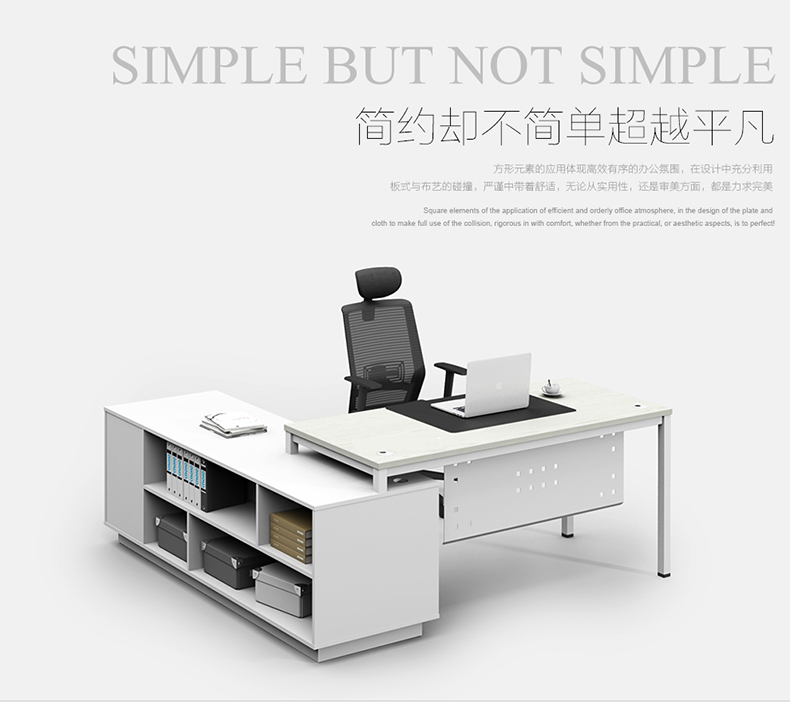 SIMPLE BUT NOT SIMPLE
简约却不简单超越平凡
方形元素的应用体现高效有序的办公氛围，在设计中充分利用
板式与布艺的碰撞，严谨中带着舒适，无论从实用性，还是审美方面，都是力求完美
Square elements of the application of efficient and orderly office atmosphere, in the design of the plate and
cloth to make full use of the collision, rigorous in with comfort, whether from the practical, or aesthetic aspects, is to perfect!